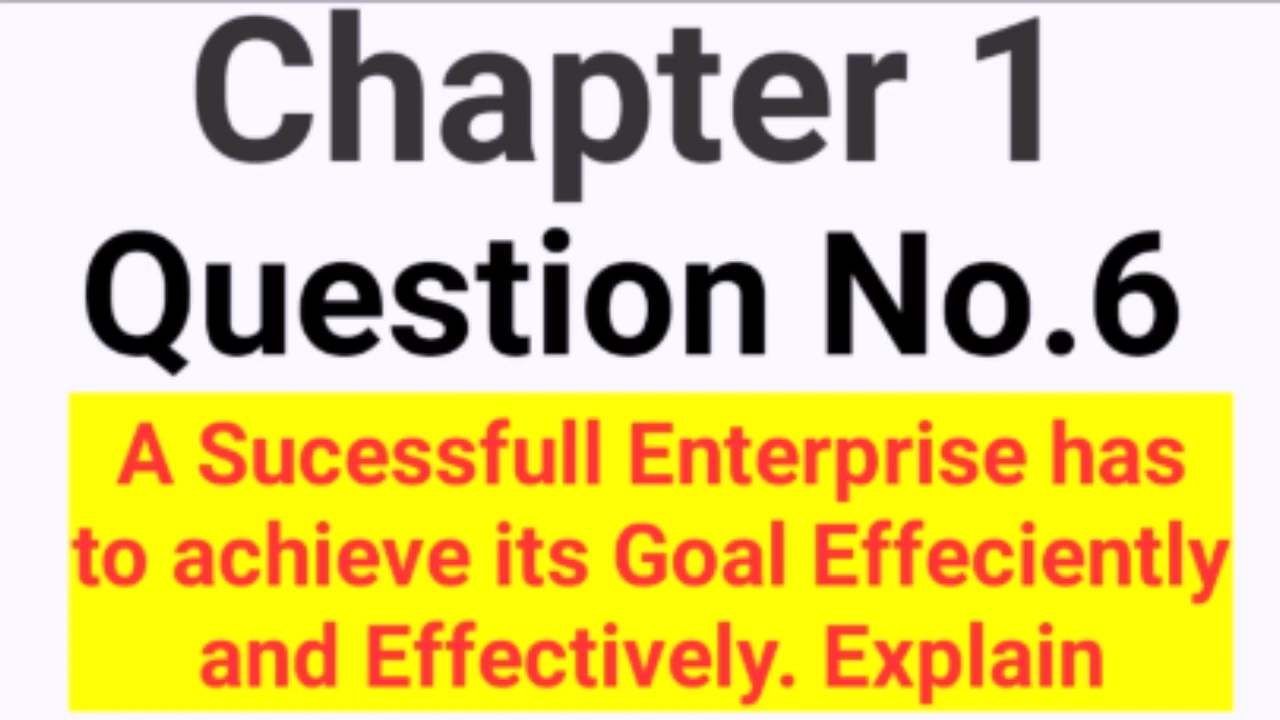 Chapter 1
Question No.6
A Sucessfull Enterprise has
to achieve its Goal Effeciently
and Effectively. Explain